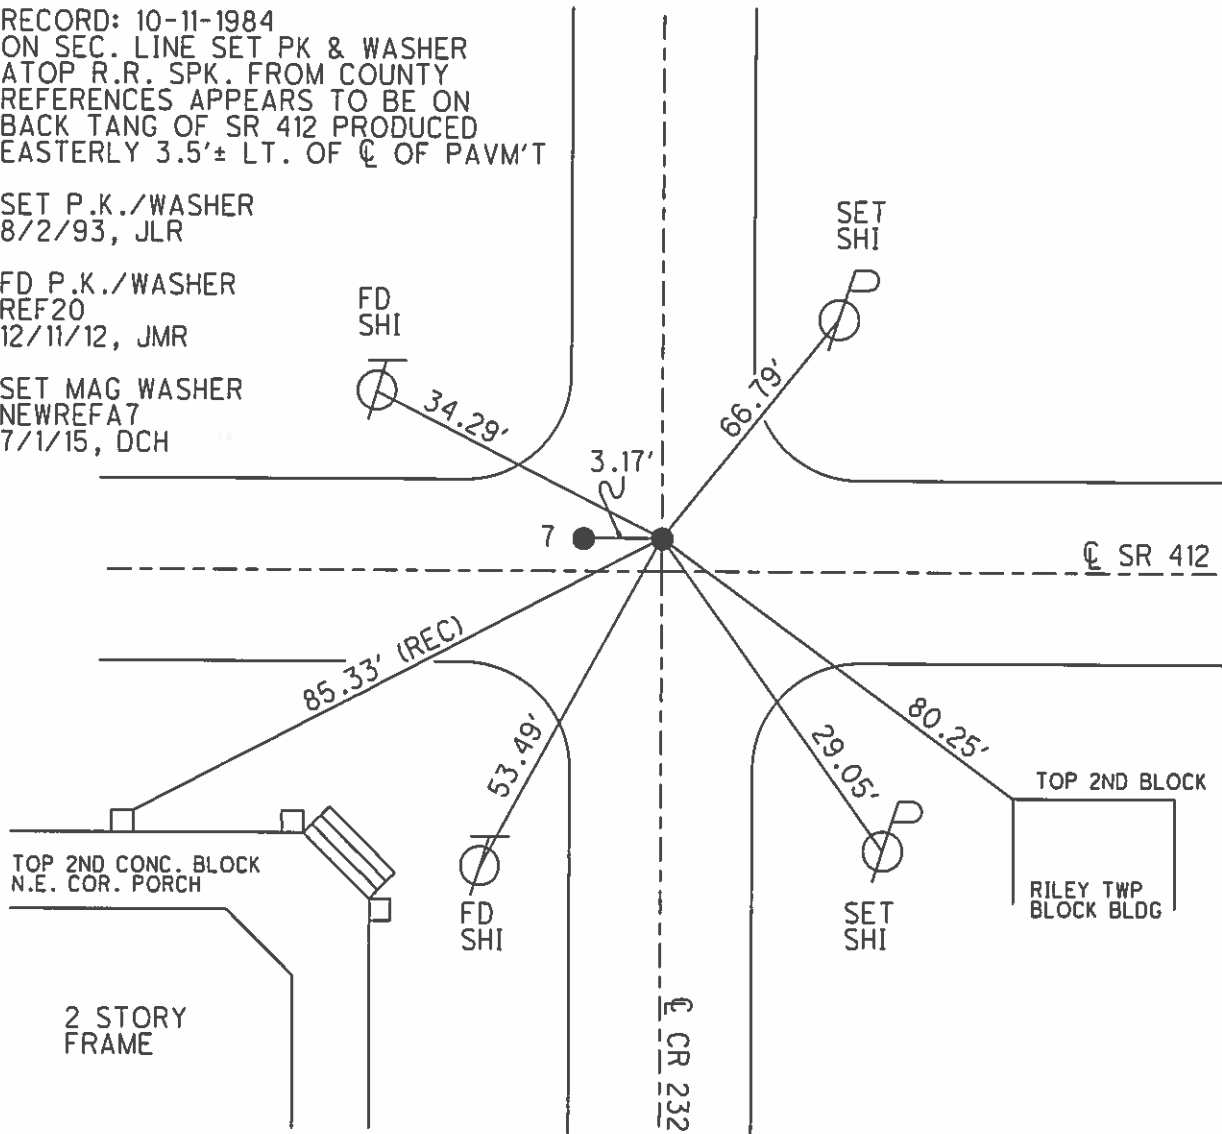 RECORD: 10-11-1984
ON SEC. LINE SET PK & WASHER
ATOP R.R. SPK. FROM COUNTY
REFERENCES APPEARS TO BE ON
BACK TANG OF SR 412 PRODUCED
EASTERLY 3.5'± LT. OF ℄ OF PAVM'T
SET P.K./WASHER
8/2/93, JLR
FD P.K./WASHER
REF20
12/11/12, JMR
SET MAG WASHER
NEWREFA7
7/1/15, DCH
FD
SHI
SET
SHI
34.29'
66.79'
3.17'
7
℄ SR 412
85.33' (REC)
53.49'
29.05'
80.25'
TOP 2ND BLOCK
TOP 2ND CONC. BLOCK
N.E. COR. PORCH
RILEY TWP
BLOCK BLDG
FD
SHI
SET
SHI
2 STORY
FRAME
℄ CR 232